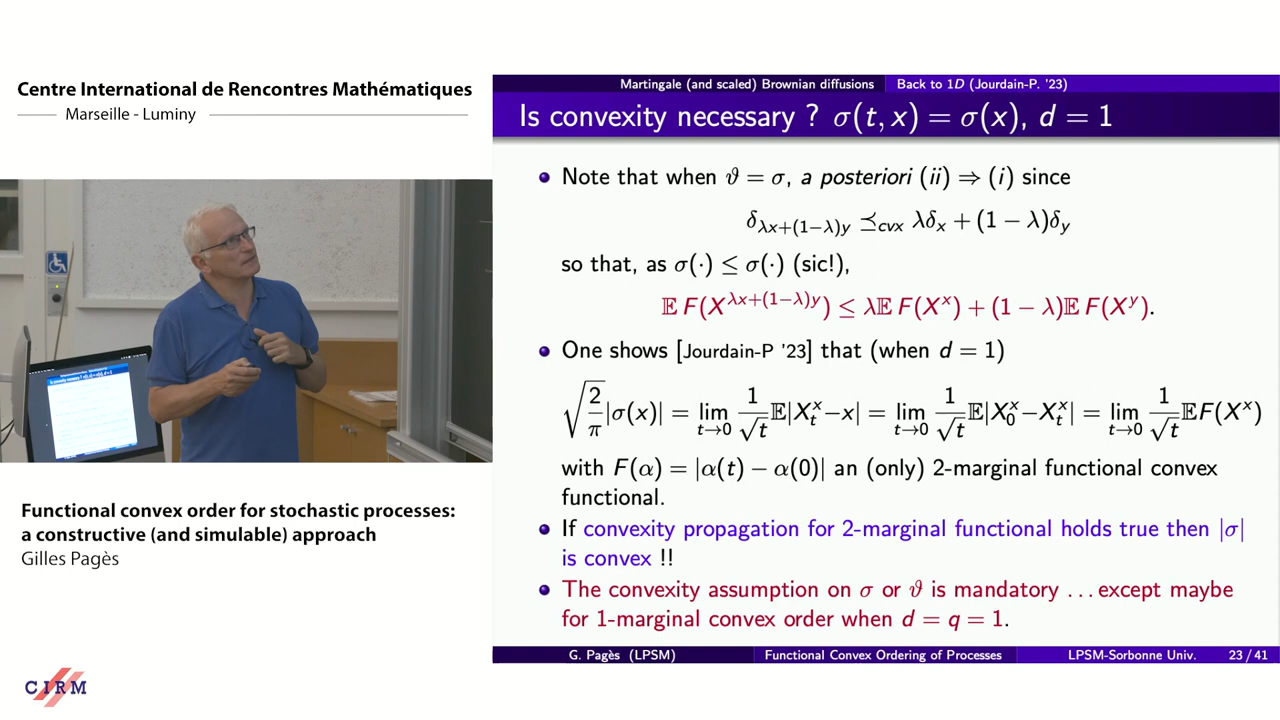 Centre International de Rencontres Mathématiques
Marseille - Luminy
Functional convex order for stochastic processes:
a constructive (and simulable) approach
Gilles Pagès
CIRM
Martingale (and scaled) Brownian diffusions Back to 1D (Jourdain-P. '23)
Is convexity necessary ? σ(t, x) = σ(x), d = 1
Note that when ϑ = σ, a posteriori (ii) ⇒ (i) since
δ_{λx+(1−λ)y} ⪯_{cvx} λδ_x + (1 − λ)δ_y
so that, as σ(·) ≤ σ(·) (sic!),
𝔼 F(X^{λx+(1−λ)y}) ≤ λ𝔼 F(X^x) + (1 − λ)𝔼 F(X^y).
One shows [Jourdain-P '23] that (when d = 1)
√(2/π)|σ(x)| = lim_{t→0} 1/√t 𝔼|X_t^x−x| = lim_{t→0} 1/√t 𝔼|X_0^x−X_t^x| = lim_{t→0} 1/√t 𝔼F(X^x)
with F(α) = |α(t) − α(0)| an (only) 2-marginal functional convex
functional.
If convexity propagation for 2-marginal functional holds true then |σ|
is convex !!
The convexity assumption on σ or ϑ is mandatory . . . except maybe
for 1-marginal convex order when d = q = 1.
G. Pagès (LPSM) Functional Convex Ordering of Processes LPSM-Sorbonne Univ. 23 / 41